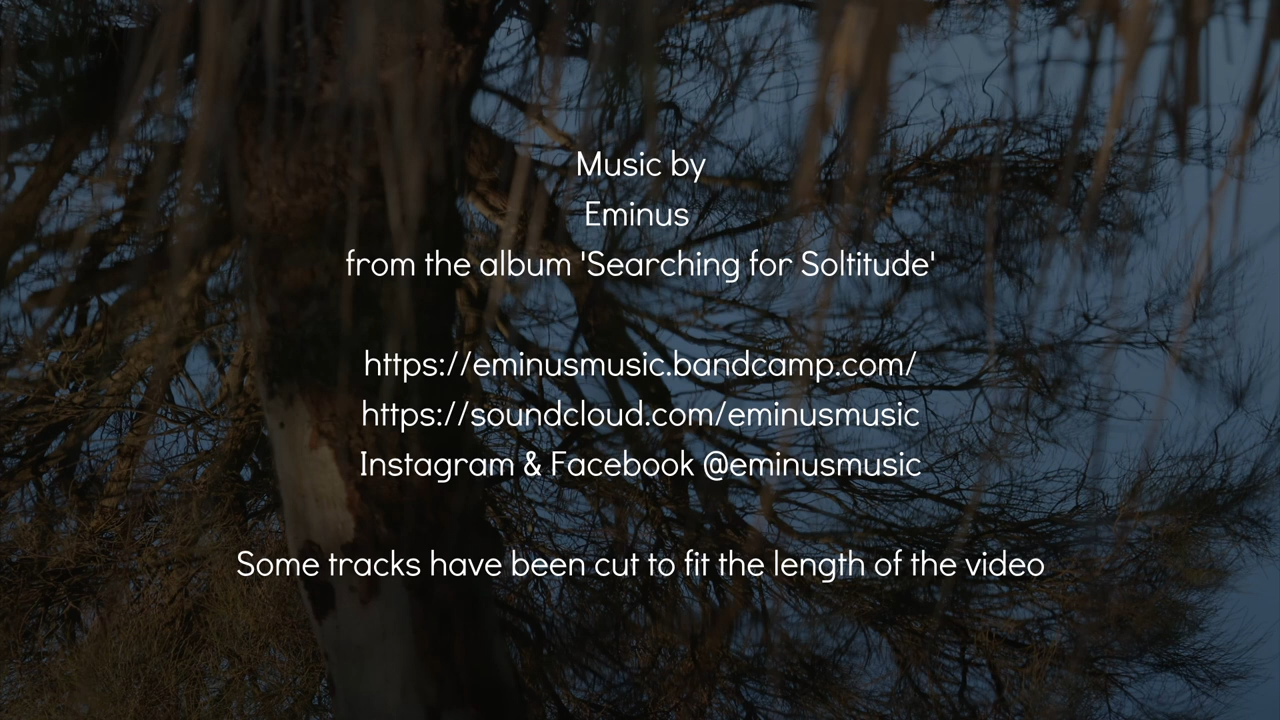 Music by
Eminus
from the album 'Searching for Soltitude'
https://eminusmusic.bandcamp.com/
https://soundcloud.com/eminusmusic
Instagram & Facebook @eminusmusic
Some tracks have been cut to fit the length of the video